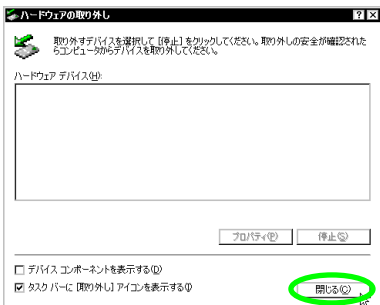 ハードウェアの取り外し
取り外すデバイスを選択して [停止] をクリックしてください。取り外しの安全が確認された
らコンピュータからデバイスを取り外してください。
ハードウェア デバイス(H):
プロパティ(P)
停止(S)
デバイス コンポーネントを表示する(D)
タスク バーに [取り外し] アイコンを表示する(I)
閉じる(C)